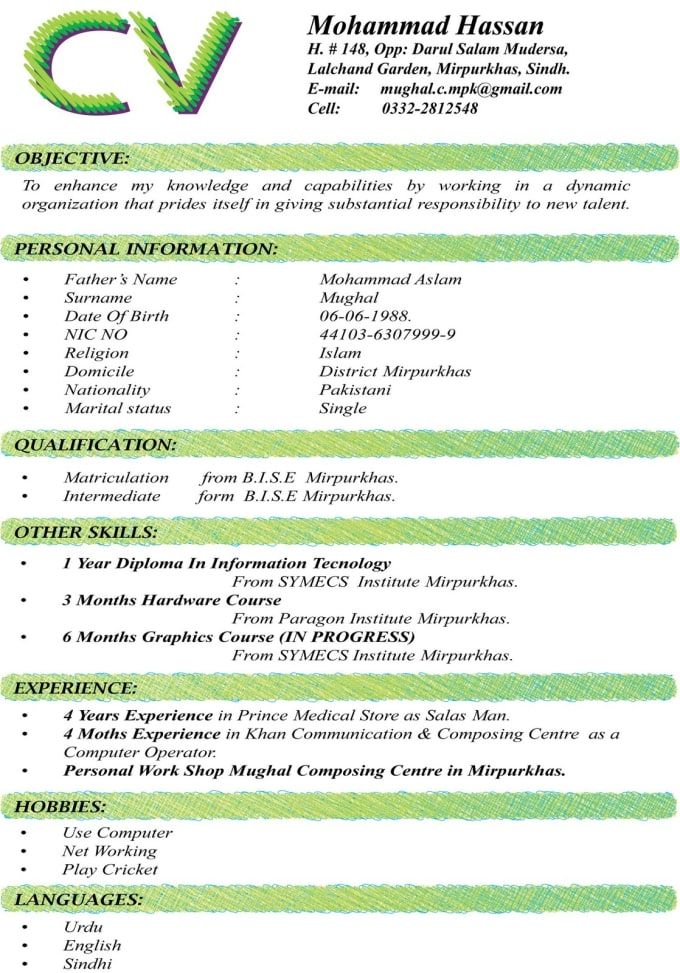 CV
Mohammad Hassan
H. # 148, Opp: Darul Salam Mudersa,
Lalchand Garden, Mirpurkhas, Sindh.
E-mail: mughal.c.mpk@gmail.com
Cell: 0332-2812548
OBJECTIVE:
To enhance my knowledge and capabilities by working in a dynamic
organization that prides itself in giving substantial responsibility to new talent.
PERSONAL INFORMATION:
• Father's Name : Mohammad Aslam
• Surname : Mughal
• Date Of Birth : 06-06-1988.
• NIC NO : 44103-6307999-9
• Religion : Islam
• Domicile : District Mirpurkhas
• Nationality : Pakistani
• Marital status : Single
QUALIFICATION:
• Matriculation from B.I.S.E Mirpurkhas.
• Intermediate form B.I.S.E Mirpurkhas.
OTHER SKILLS:
• 1 Year Diploma In Information Tecnology
From SYMECS Institute Mirpurkhas.
• 3 Months Hardware Course
From Paragon Institute Mirpurkhas.
• 6 Months Graphics Course (IN PROGRESS)
From SYMECS Institute Mirpurkhas.
EXPERIENCE:
• 4 Years Experience in Prince Medical Store as Salas Man.
• 4 Moths Experience in Khan Communication & Composing Centre as a
Computer Operator.
• Personal Work Shop Mughal Composing Centre in Mirpurkhas.
HOBBIES:
• Use Computer
• Net Working
• Play Cricket
LANGUAGES:
• Urdu
• English
• Sindhi